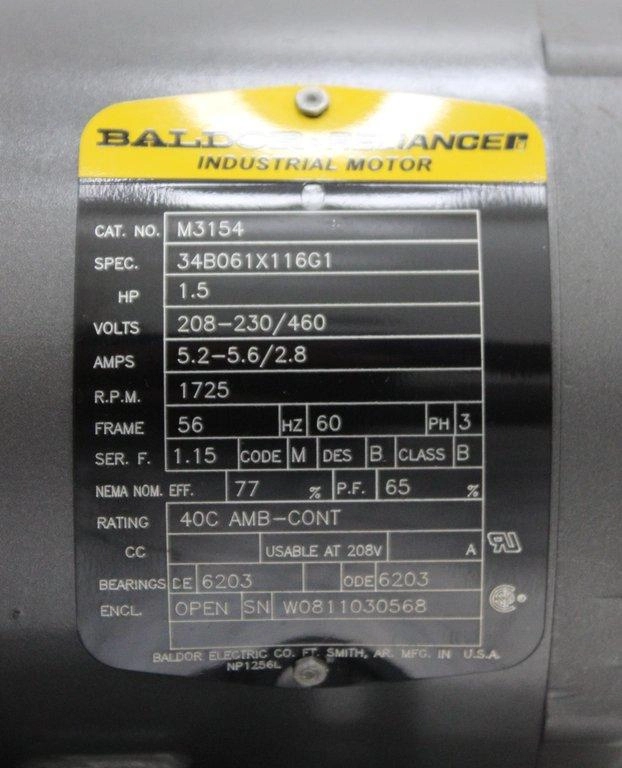 BALDOR RELIANCER
INDUSTRIAL MOTOR
CAT. NO. M3154
SPEC. 34B061X116G1
HP 1.5
VOLTS 208-230/460
AMPS 5.2-5.6/2.8
R.P.M. 1725
FRAME 56 HZ 60 PH 3
SER. F. 1.15 CODE M DES B CLASS B
NEMA NOM. EFF. 77 % P.F. 65 %
RATING 40C AMB-CONT
CC USABLE AT 208V A
BEARINGS DE 6203 ODE 6203
ENCL. OPEN SN W0811030568
BALDOR ELECTRIC CO. FT. SMITH, AR. MFG. IN U.S.A.
NP1256L